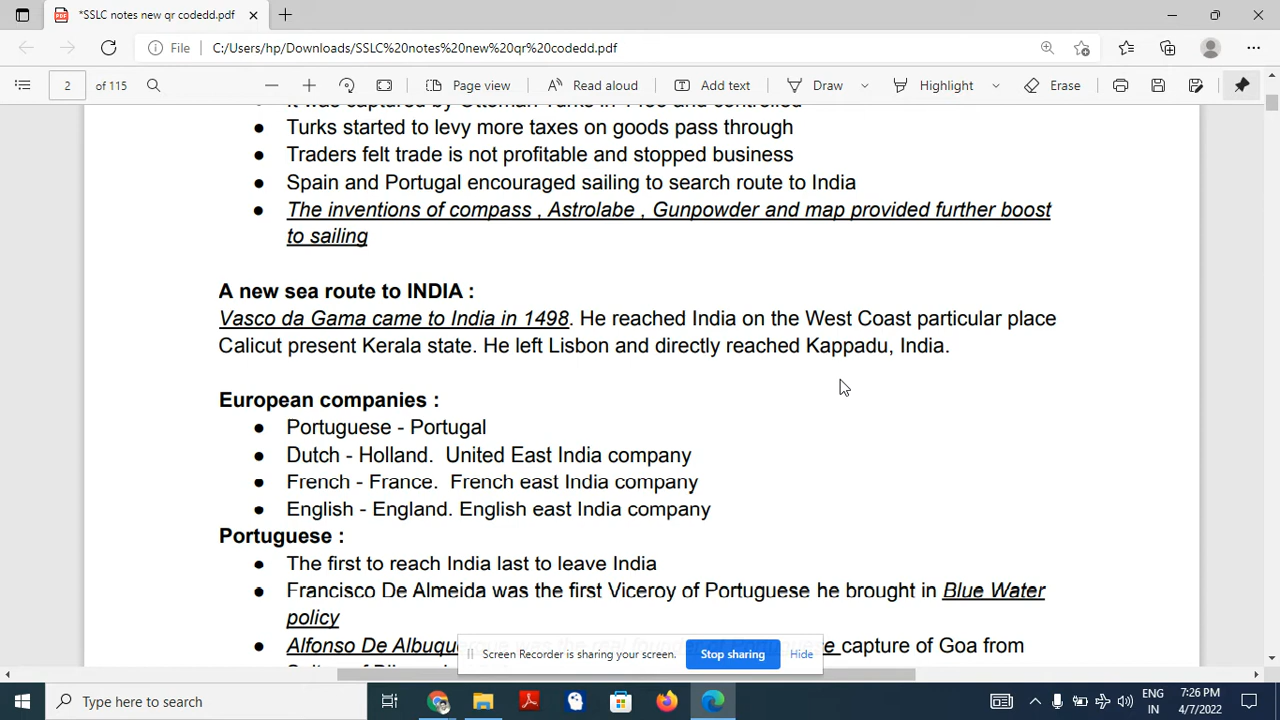 *SSLC notes new qr codedd.pdf
File C:/Users/hp/Downloads/SSLC%20notes%20new%20qr%20codedd.pdf
2 of 115 Page view Read aloud Add text Draw Highlight Erase
Turks started to levy more taxes on goods pass through
Traders felt trade is not profitable and stopped business
Spain and Portugal encouraged sailing to search route to India
The inventions of compass , Astrolabe , Gunpowder and map provided further boost
to sailing
A new sea route to INDIA :
Vasco da Gama came to India in 1498. He reached India on the West Coast particular place
Calicut present Kerala state. He left Lisbon and directly reached Kappadu, India.
European companies :
Portuguese - Portugal
Dutch - Holland. United East India company
French - France. French east India company
English - England. English east India company
Portuguese :
The first to reach India last to leave India
Francisco De Almeida was the first Viceroy of Portuguese he brought in Blue Water
policy
Alfonso De capture of Goa from
Screen Recorder is sharing your screen. Stop sharing Hide
Type here to search
ENG 7:26 PM
IN 4/7/2022